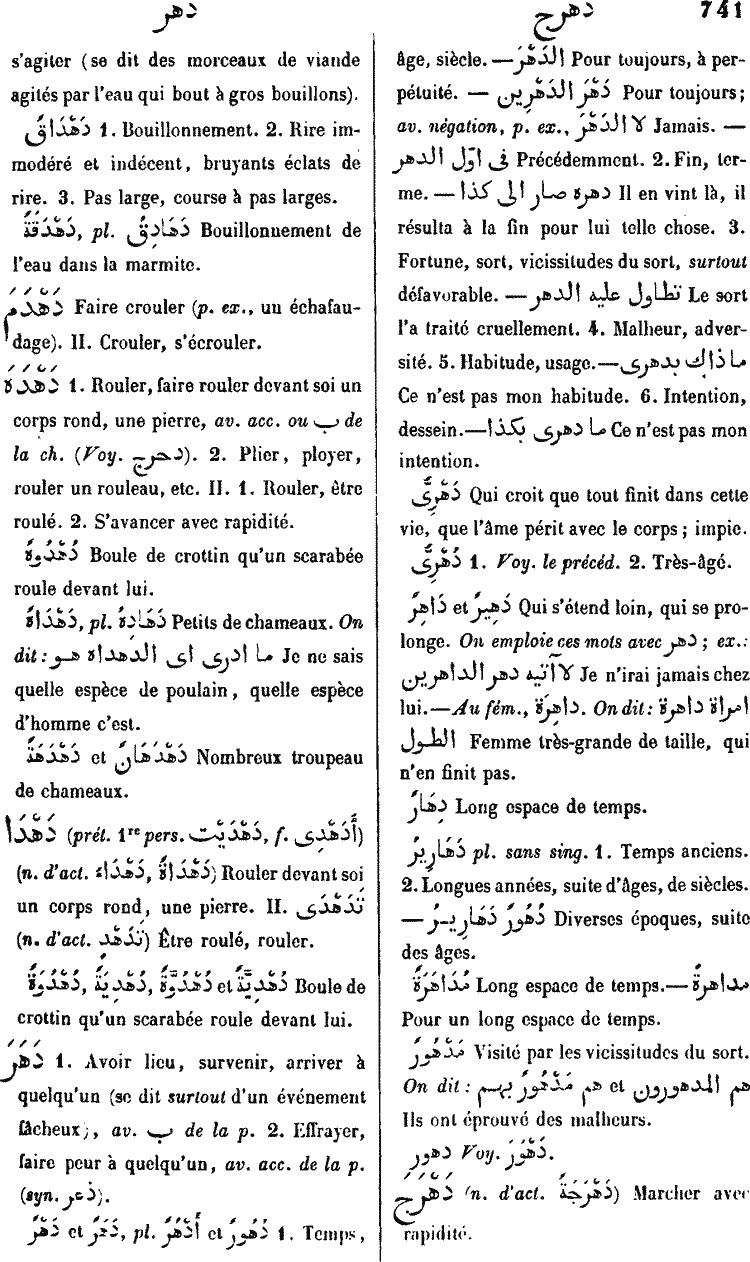 دهر
دهرج
741
s'agiter (se dit des morceaux de viande
agités par l'eau qui bout à gros bouillons).
دَهْدَاقٌ 1. Bouillonnement. 2. Rire im-
modéré et indécent, bruyants éclats de
rire. 3. Pas large, course à pas larges.
دَهْدَقَةٌ, pl. دَهَادِقُ Bouillonnement de
l'eau dans la marmite.
دَهْدَمَ Faire crouler (p. ex., un échafau-
dage). II. Crouler, s'écrouler.
دَهْدَهَ 1. Rouler, faire rouler devant soi un
corps rond, une pierre, av. acc. ou ب de
la ch. (Voy. دحرج). 2. Plier, ployer,
rouler un rouleau, etc. II. 1. Rouler, être
roulé. 2. S'avancer avec rapidité.
دُهْدُوهَةٌ Boule de crottin qu'un scarabée
roule devant lui.
دَهْدَاهٌ, pl. دَهَادِهُ Petits de chameaux. On
dit: ما ادرى اى الدهداه هو Je ne sais
quelle espèce de poulain, quelle espèce
d'homme c'est.
دَهْدَهَةٌ et دَهْدَهَانٌ Nombreux troupeau
de chameaux.
دَهْدَا (prét. 1re pers. دَهْدَيْتُ, f. أُدَهْدِى)
(n. d'act. دَهْدَاةٌ, دَهْدَاءٌ) Rouler devant soi
un corps rond, une pierre. II. تَدَهْدَى
(n. d'act. تَدَهْدٍ) Être roulé, rouler.
دُهْدُوَّةٌ et دُهْدِيَّةٌ Boule de
crottin qu'un scarabée roule devant lui.
دَهَرَ 1. Avoir lieu, survenir, arriver à
quelqu'un (se dit surtout d'un événement
fâcheux), av. ب de la p. 2. Effrayer,
faire peur à quelqu'un, av. acc. de la p.
(syn. ذعر).
دَهْرٌ et دَهَرٌ, pl. أَدْهُرٌ et دُهُورٌ 1. Temps,
âge, siècle. — الدَّهْرَ Pour toujours, à per-
pétuité. — دَهْرَ الدَّهِرِينَ Pour toujours;
av. négation, p. ex., لا الدَّهْرَ Jamais. —
فى اوّل الدهر Précédemment. 2. Fin, ter-
me. — دهره صار الى كذا Il en vint là, il
résulta à la fin pour lui telle chose. 3.
Fortune, sort, vicissitudes du sort, surtout
défavorable. — تطاول عليه الدهر Le sort
l'a traité cruellement. 4. Malheur, adver-
sité. 5. Habitude, usage. — ما ذاك بدهرى
Ce n'est pas mon habitude. 6. Intention,
dessein. — ما دهرى بكذا Ce n'est pas mon
intention.
دَهْرِىٌّ Qui croit que tout finit dans cette
vie, que l'âme périt avec le corps; impie.
دُهْرِىٌّ 1. Voy. le précéd. 2. Très-âgé.
دَاهِرٌ et دَهِيرٌ Qui s'étend loin, qui se pro-
longe. On emploie ces mots avec دهر; ex.:
لا آتيه دهر الداهرين Je n'irai jamais chez
lui. — Au fém., داهرة. On dit: امراة داهرة
الطول Femme très-grande de taille, qui
n'en finit pas.
دَهَارٌ Long espace de temps.
دَهَارِيرُ pl. sans sing. 1. Temps anciens.
2. Longues années, suite d'âges, de siècles.
— دُهُورٌ دَهَارِيرُ Diverses époques, suite
des âges.
مُدَاهَرَةٌ Long espace de temps. — مداهرةً
Pour un long espace de temps.
مَدْهُورٌ Visité par les vicissitudes du sort.
On dit: هم مَدْهُورٌ بهم et هم المدهورون
Ils ont éprouvé des malheurs.
دهور Voy. دَهْوَرَ.
دَهْرَجَ (n. d'act. دَهْرَجَةٌ) Marcher avec
rapidité.